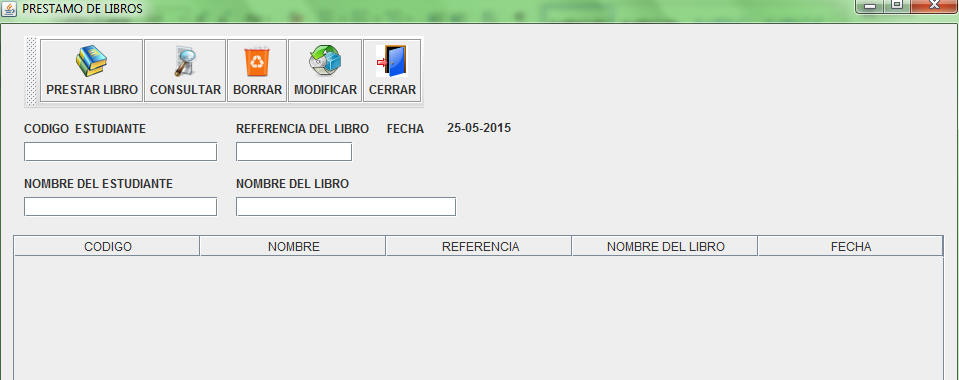 PRESTAMO DE LIBROS
PRESTAR LIBRO CONSULTAR BORRAR MODIFICAR CERRAR
CODIGO ESTUDIANTE REFERENCIA DEL LIBRO FECHA 25-05-2015
NOMBRE DEL ESTUDIANTE NOMBRE DEL LIBRO
CODIGO NOMBRE REFERENCIA NOMBRE DEL LIBRO FECHA